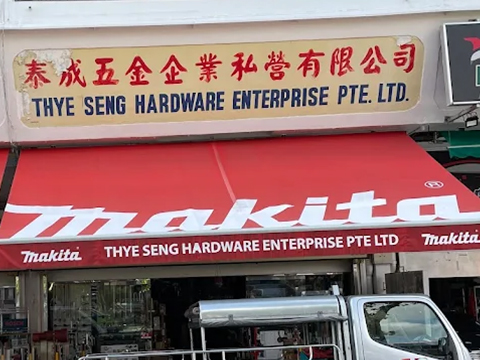 泰成五金企業私營有限公司
THYE SENG HARDWARE ENTERPRISE PTE. LTD.
makita®
makita THYE SENG HARDWARE ENTERPRISE PTE LTD makita